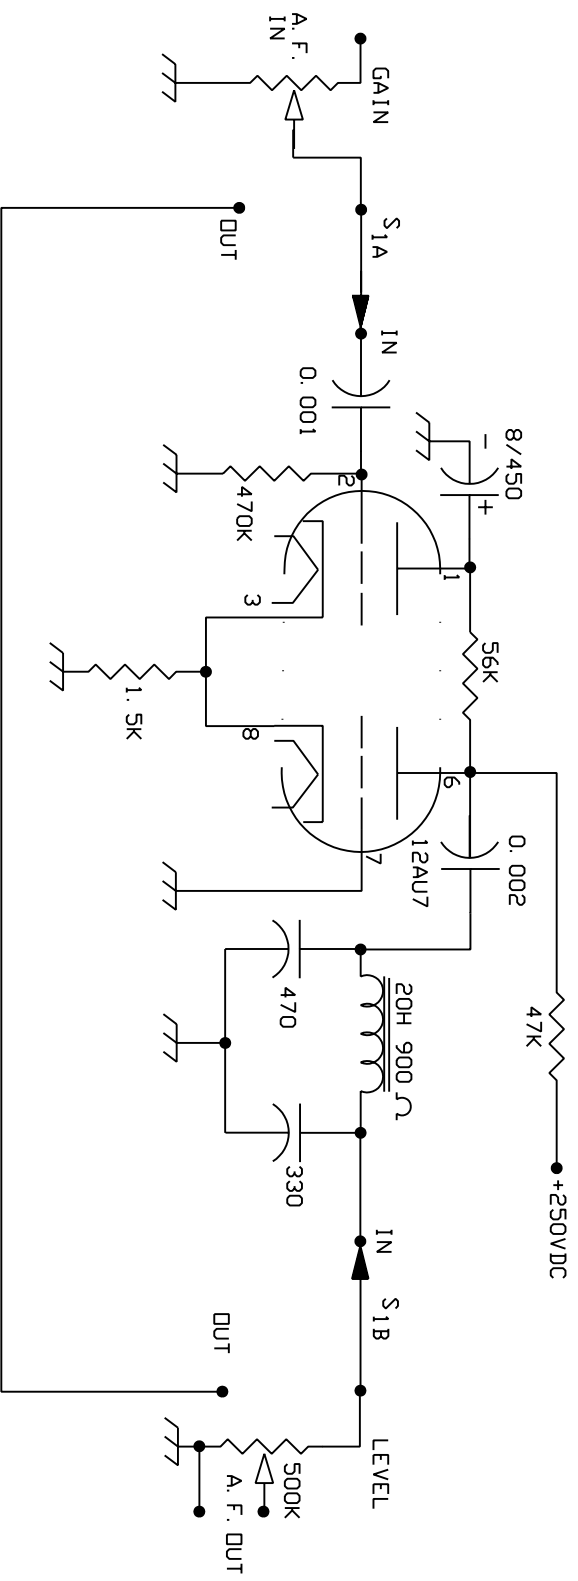 GAIN
A. F.
IN
S1A
OUT
IN
0. 001
8/450
-
+
2
470K
1
3
56K
1. 5K
8
6
7
12AU7
0. 002
470
20H 900 Ω
330
47K
+250VDC
IN
S1B
OUT
LEVEL
500K
A. F. OUT